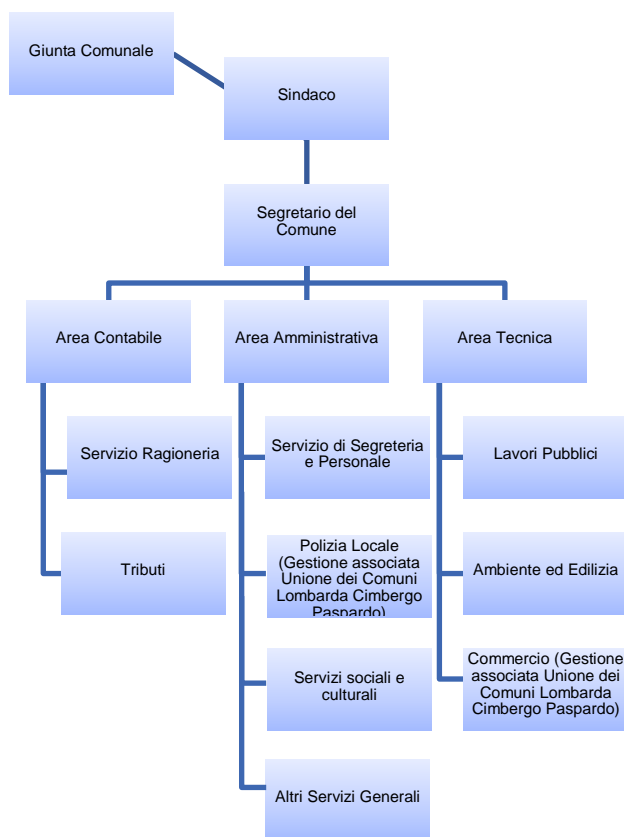 Giunta Comunale
Sindaco
Segretario del
Comune
Area Contabile
Area Amministrativa
Area Tecnica
Servizio Ragioneria
Servizio di Segreteria
e Personale
Lavori Pubblici
Tributi
Polizia Locale
(Gestione associata
Unione dei Comuni
Lombarda Cimbergo
Paspardo)
Ambiente ed Edilizia
Servizi sociali e
culturali
Commercio (Gestione
associata Unione dei
Comuni Lombarda
Cimbergo Paspardo)
Altri Servizi Generali